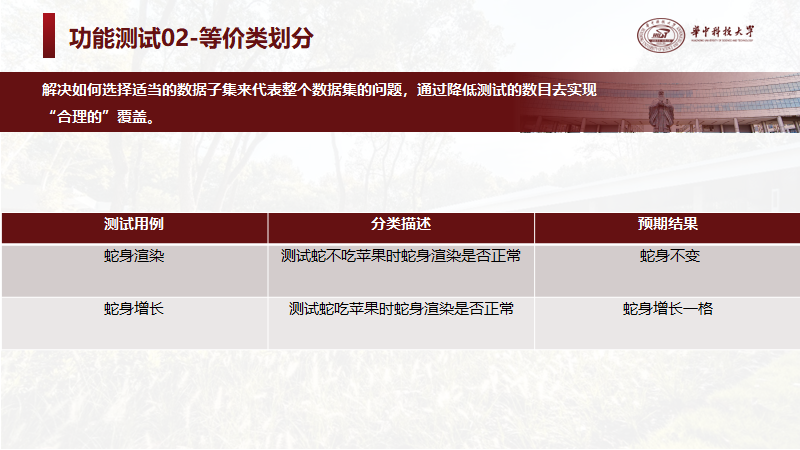 功能测试02-等价类划分
華中科技大學
解决如何选择适当的数据子集来代表整个数据集的问题，通过降低测试的数目去实现
“合理的”覆盖。
测试用例 分类描述 预期结果
蛇身渲染 测试蛇不吃苹果时蛇身渲染是否正常 蛇身不变
蛇身增长 测试蛇吃苹果时蛇身渲染是否正常 蛇身增长一格